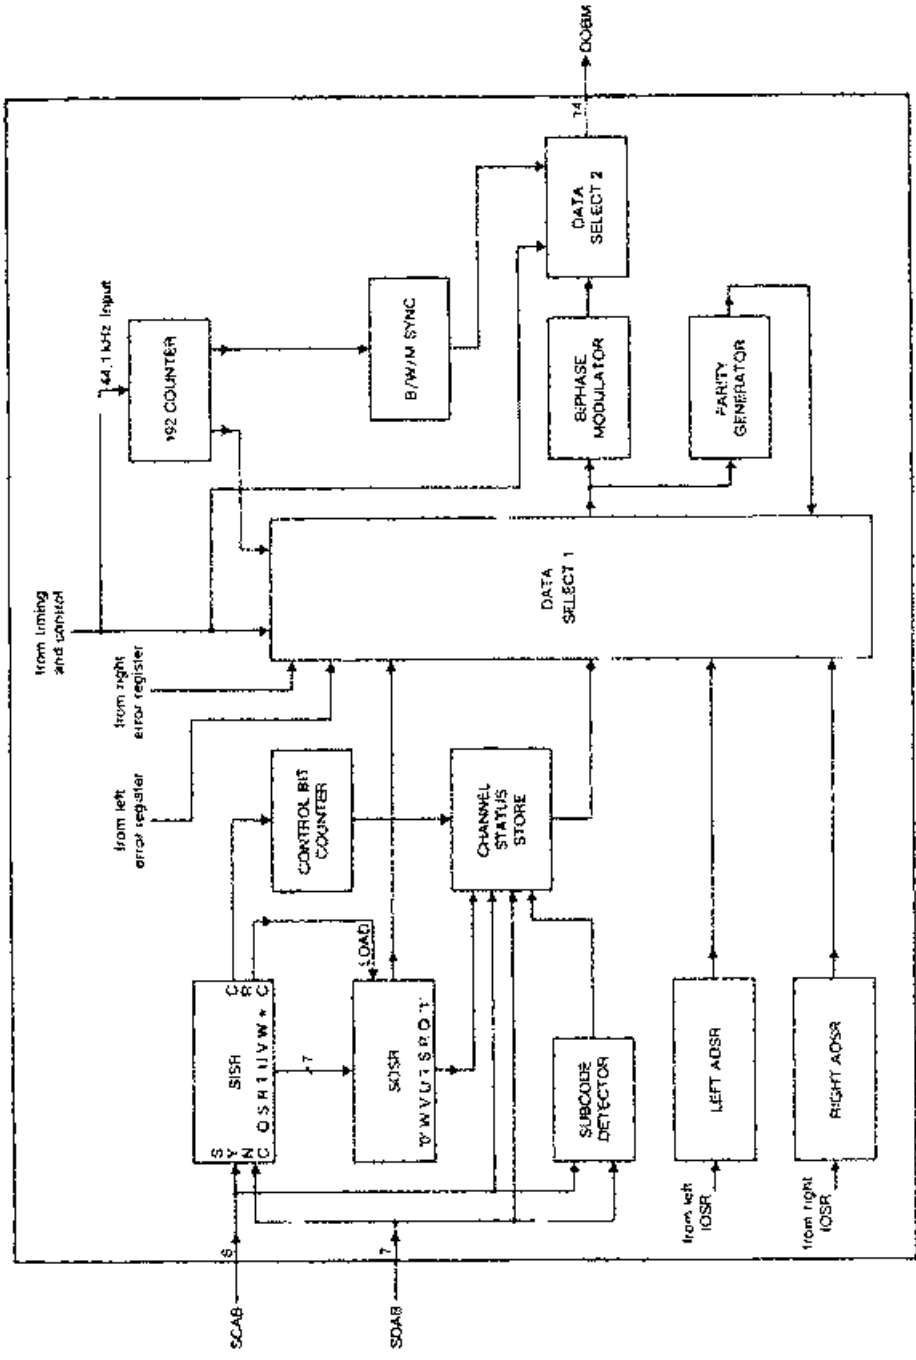 SCAB
6
SDAB
7
SISR
S
Y
N
C
Q S R T U V W *
C
R
C
7
SOSR
LOAD
SUBCODE
DETECTOR
from left
IOSR
LEFT ADSR
from right
IOSR
RIGHT ADSR
CONTROL BIT
COUNTER
CHANNEL
STATUS
STORE
from left
error register
from right
error register
from timing
and control
DATA
SELECT 1
44.1 kHz Input
192 COUNTER
B/W/M SYNC
BIPHASE
MODULATOR
PARITY
GENERATOR
DATA
SELECT 2
14
DOBM